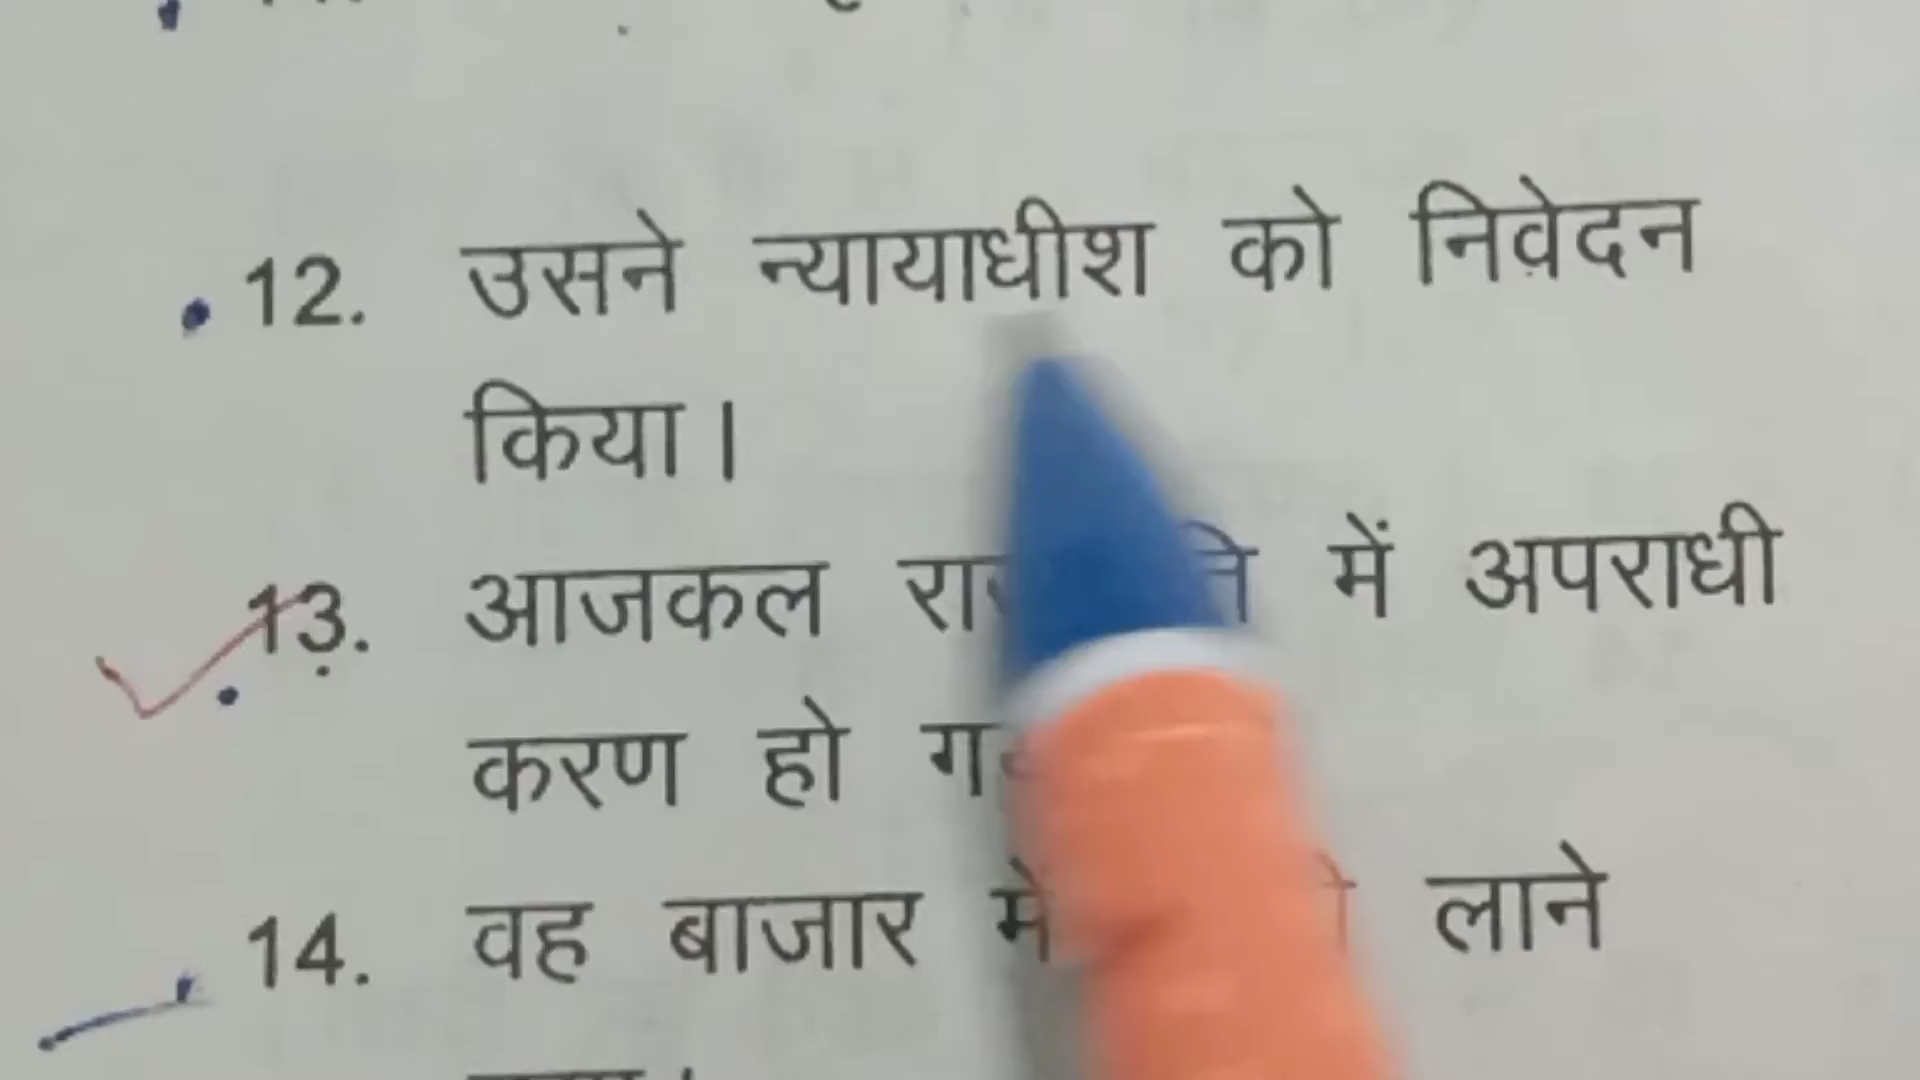 12. उसने न्यायाधीश को निवेदन
किया।
13. आजकल में अपराधी
करण हो
14. वह बाजार में लाने